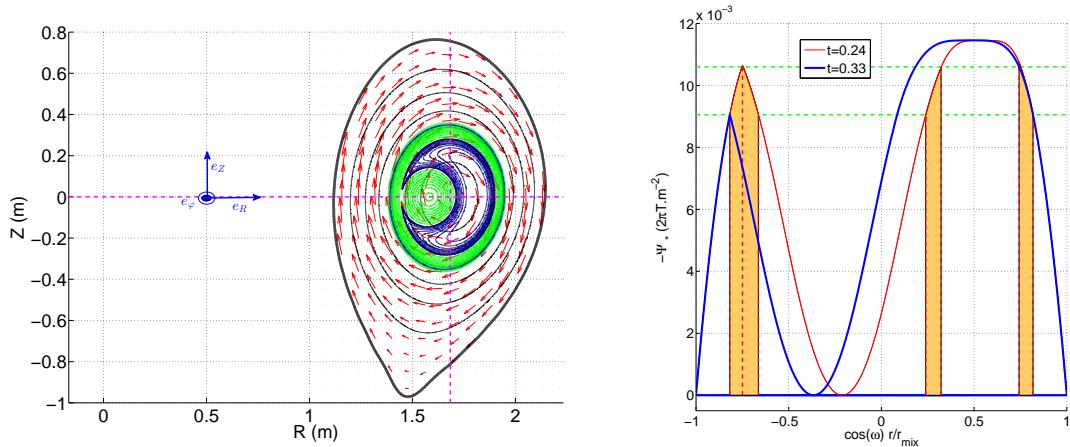 0.8
0.6
0.4
0.2
0
−0.2
−0.4
−0.6
−0.8
−1
Z (m)
e_Z
e_φ
e_R
0
0.5
1
1.5
2
R (m)
12
x 10⁻³
10
8
6
4
2
0
−Ψ_* (2πT.m⁻²)
t=0.24
t=0.33
−1
−0.5
0
0.5
1
cos(ω) r/r_mix